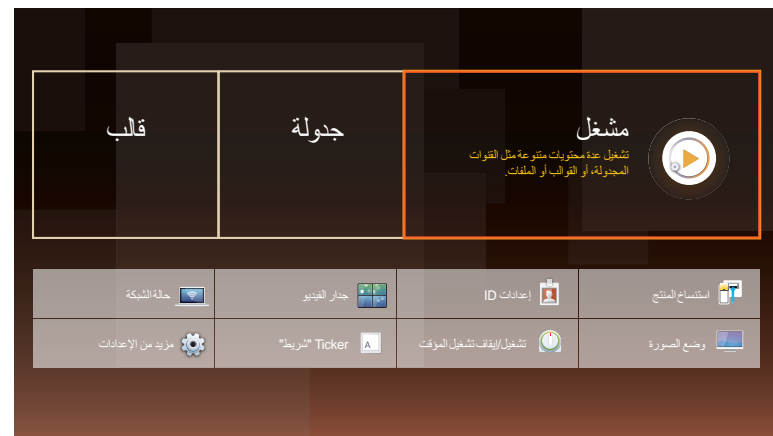 مشغل
تشغيل عدة محتويات متنوعة مثل القنوات
المجدولة، أو القوالب أو الملفات.
جدولة
قالب
استنساخ المنتج
إعدادات ID
جدار الفيديو
حالة الشبكة
وضع الصورة
تشغيل/إيقاف تشغيل المؤقت
Ticker "شريط"
A
مزيد من الإعدادات